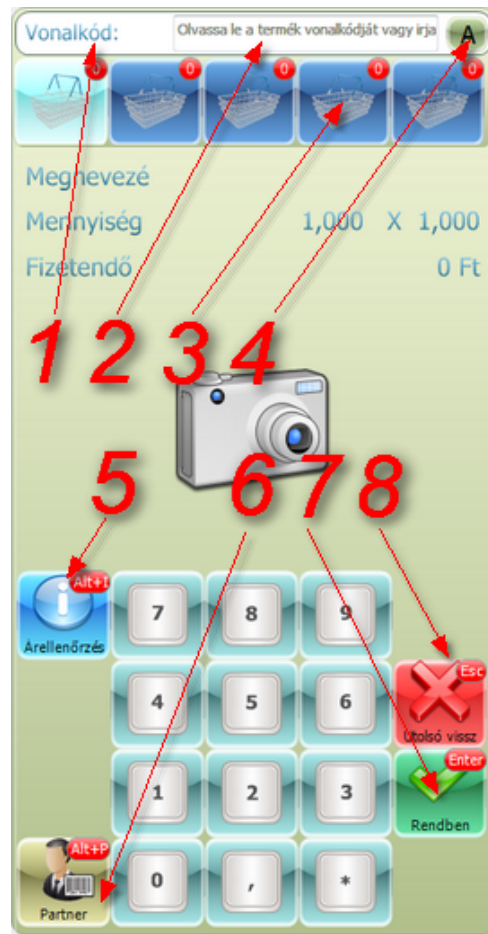 Vonalkód: Olvassa le a termék vonalkódját vagy irja A
0 0 0 0 0
Megnevezé
Mennyiség 1,000 X 1,000
Fizetendő 0 Ft
1 2 3 4
5 6 7 8
Alt+I
7 8 9
Árellenőrzés
Esc
4 5 6
Utolsó vissz
Enter
1 2 3
Rendben
Alt+P
0 , *
Partner